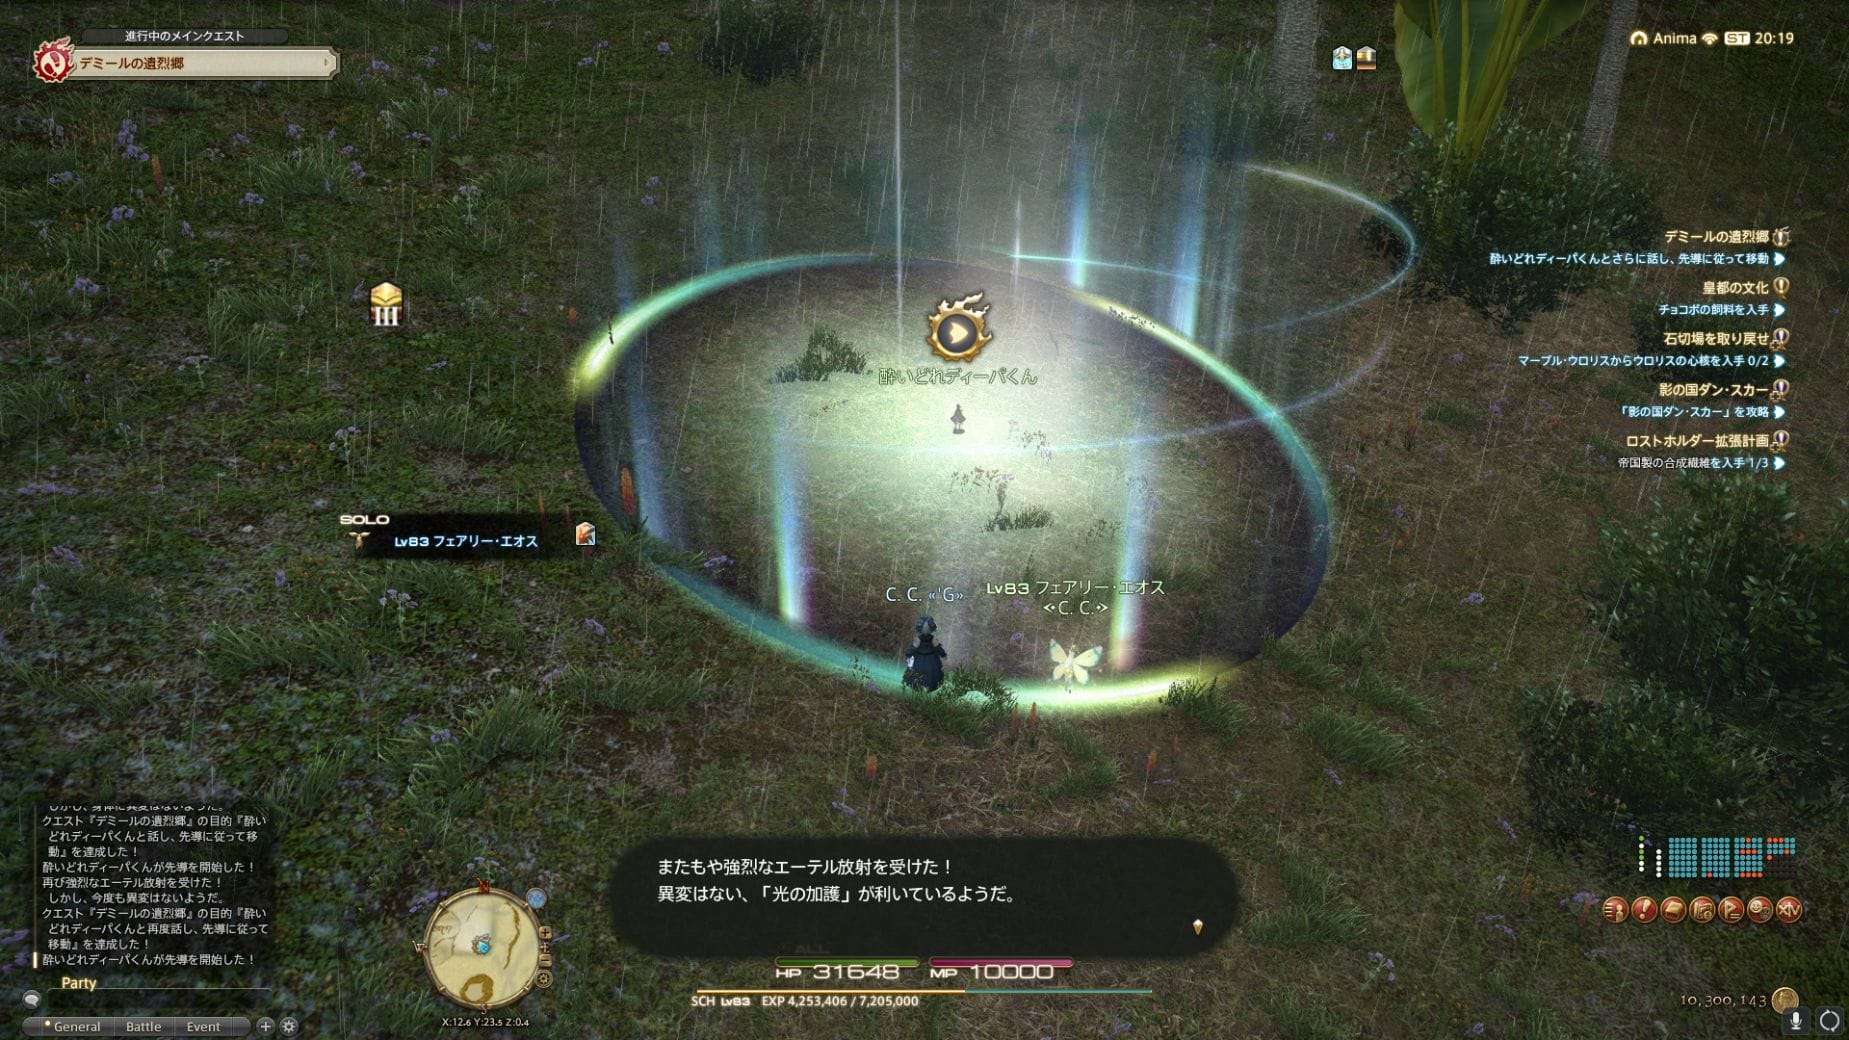 進行中のメインクエスト
デミールの遺烈郷
Anima ST 20:19
デミールの遺烈郷
酔いどれディーパくんとさらに話し、先導に従って移動
皇都の文化
チョコボの飼料を入手
石切場を取り戻せ
マーブル・ウロリスからウロリスの心核を入手 0/2
影の国ダン・スカー
「影の国ダン・スカー」を攻略
ロストホルダー拡張計画
帝国製の合成繊維を入手 1/3
III
酔いどれディーパくん
SOLO
Lv83 フェアリー・エオス
C. C. «'G»
Lv83 フェアリー・エオス
<C. C.>
しかし、身体に異変はないようだ。
クエスト『デミールの遺烈郷』の目的『酔い
どれディーパくんと話し、先導に従って移
動』を達成した！
酔いどれディーパくんが先導を開始した！
再び強烈なエーテル放射を受けた！
しかし、今度も異変はないようだ。
クエスト『デミールの遺烈郷』の目的『酔い
どれディーパくんと再度話し、先導に従って
移動』を達成した！
酔いどれディーパくんが先導を開始した！
Party
General Battle Event
X:12.6 Y:23.5 Z:0.4
またもや強烈なエーテル放射を受けた！
異変はない、「光の加護」が利いているようだ。
ALL
HP 31648 MP 10000
SCH Lv83 EXP 4,253,406 / 7,205,000
XIV
10,300,143